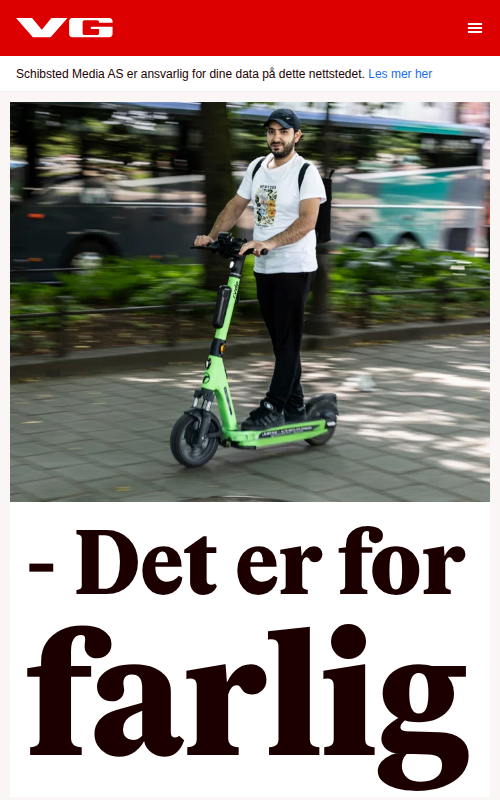 VG
Schibsted Media AS er ansvarlig for dine data på dette nettstedet. Les mer her
- Det er for
farlig